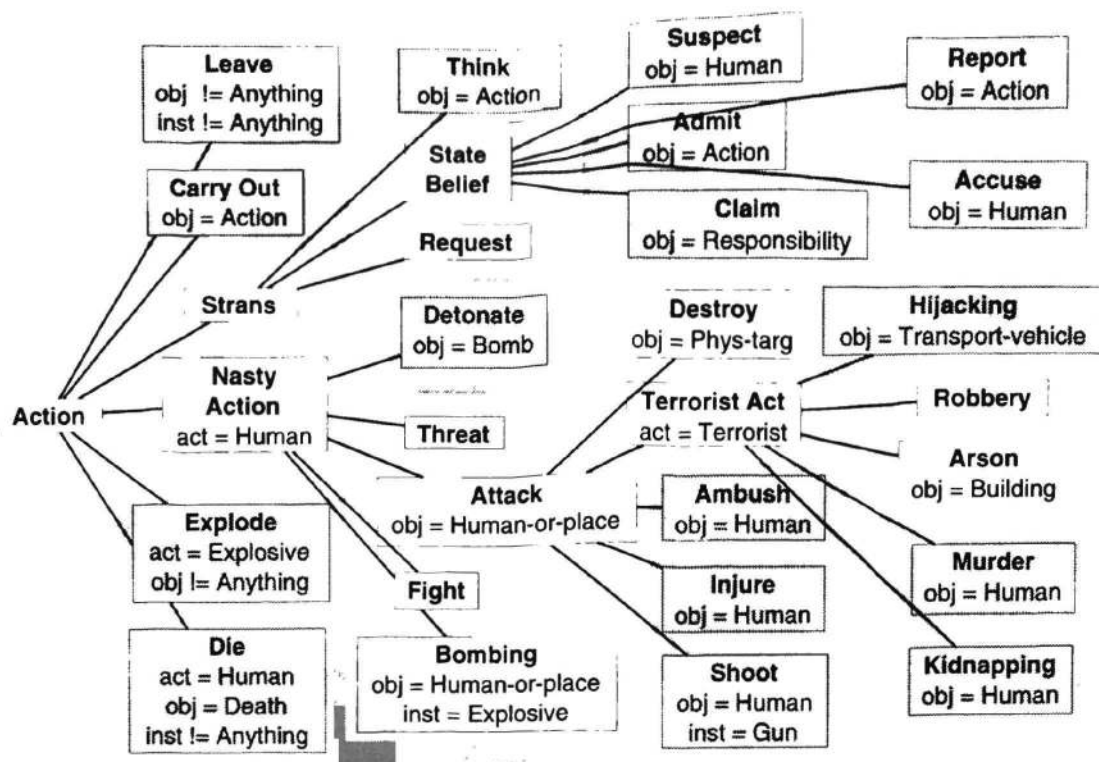 Leave
obj != Anything
inst != Anything
Think
obj = Action
Suspect
obj = Human
Report
obj = Action
State
Belief
Admit
obj = Action
Carry Out
obj = Action
Accuse
obj = Human
Claim
obj = Responsibility
Request
Strans
Detonate
obj = Bomb
Destroy
obj = Phys-targ
Hijacking
obj = Transport-vehicle
Nasty
Action
act = Human
Action
Threat
Terrorist Act
act = Terrorist
Robbery
Arson
obj = Building
Attack
obj = Human-or-place
Ambush
obj = Human
Explode
act = Explosive
obj != Anything
Fight
Injure
obj = Human
Murder
obj = Human
Die
act = Human
obj = Death
inst != Anything
Bombing
obj = Human-or-place
inst = Explosive
Shoot
obj = Human
inst = Gun
Kidnapping
obj = Human